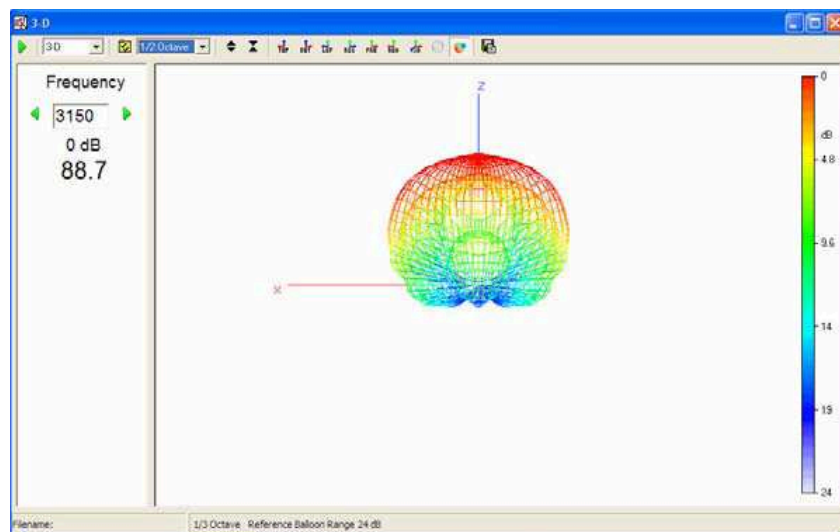 3-D
3-D
1/2 Octave
Frequency
3150
0 dB
88.7
z
x
0
dB
4.8
9.6
14
19
24
Filename:
1/3 Octave Reference Balloon Range 24 dB